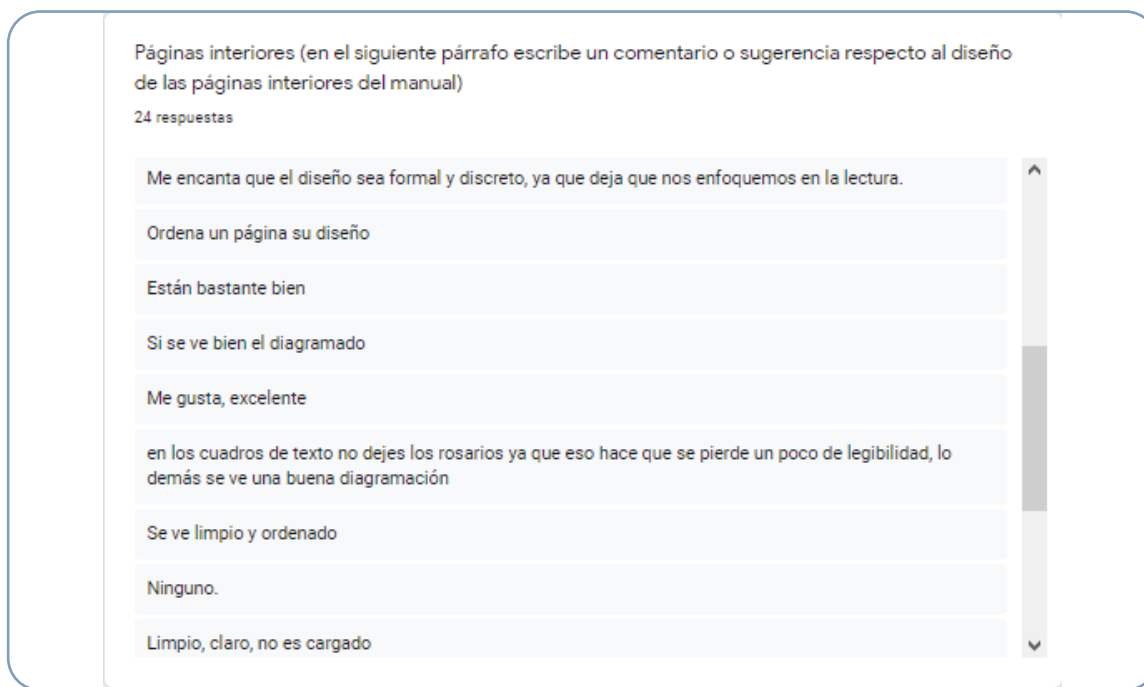 Páginas interiores (en el siguiente párrafo escribe un comentario o sugerencia respecto al diseño
de las páginas interiores del manual)
24 respuestas
Me encanta que el diseño sea formal y discreto, ya que deja que nos enfoquemos en la lectura.
Ordena un página su diseño
Están bastante bien
Si se ve bien el diagramado
Me gusta, excelente
en los cuadros de texto no dejes los rosarios ya que eso hace que se pierde un poco de legibilidad, lo
demás se ve una buena diagramación
Se ve limpio y ordenado
Ninguno.
Limpio, claro, no es cargado